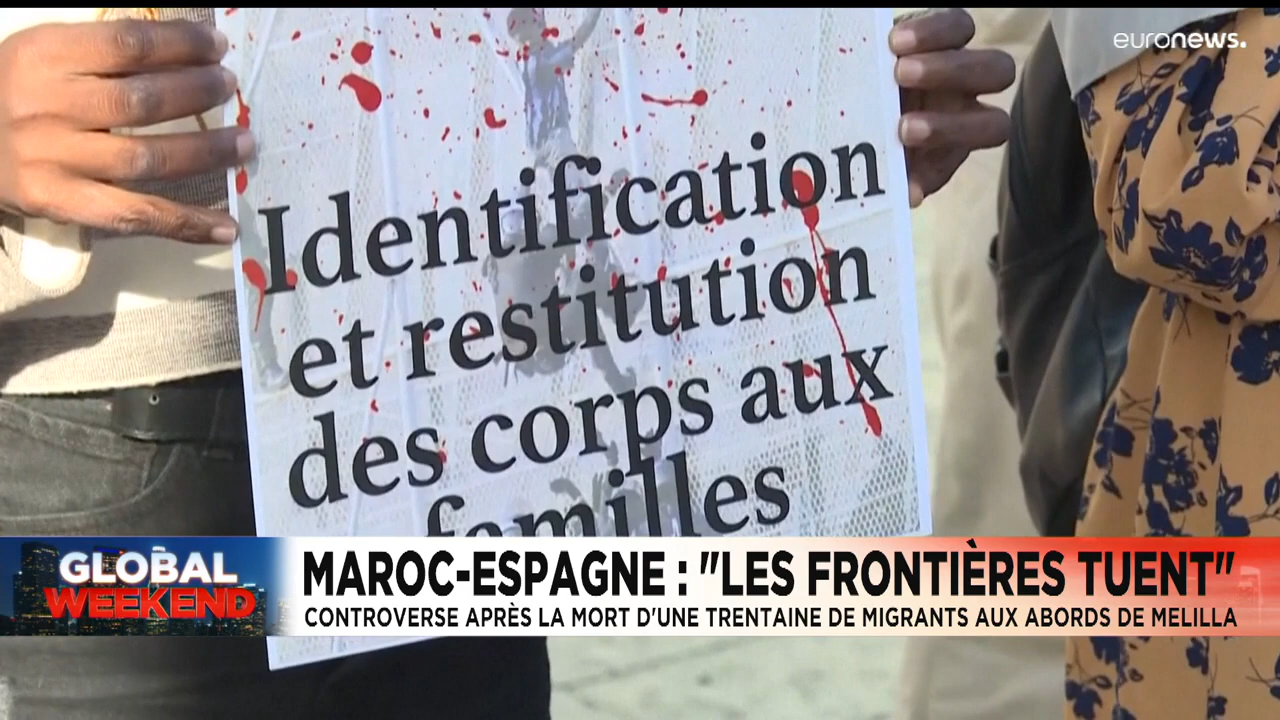 euronews.
Identification
et restitution
des corps aux
familles
GLOBAL
WEEKEND
MAROC-ESPAGNE : "LES FRONTIÈRES TUENT"
CONTROVERSE APRÈS LA MORT D'UNE TRENTAINE DE MIGRANTS AUX ABORDS DE MELILLA